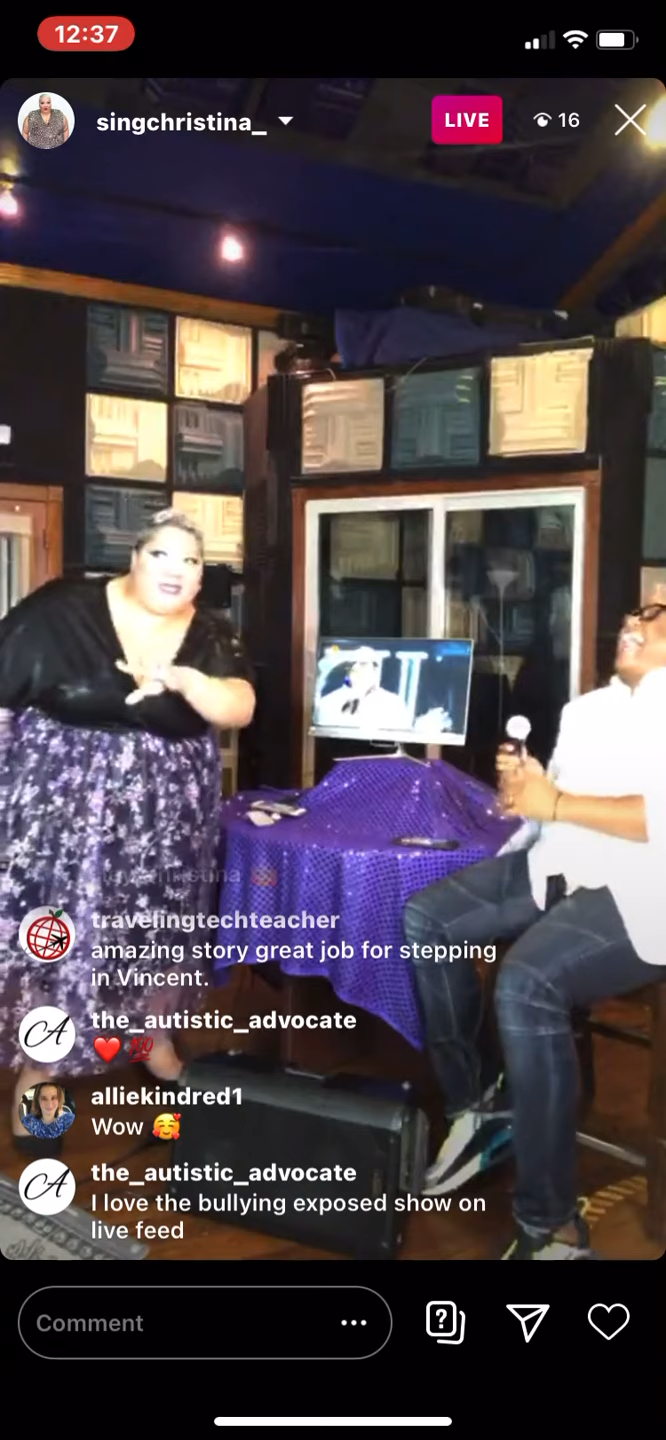 12:37
singchristina_
LIVE
16
travelingtechteacher
amazing story great job for stepping
in Vincent.
the_autistic_advocate
❤️ 💯
alliekindred1
Wow 🥰
the_autistic_advocate
I love the bullying exposed show on
live feed
Comment